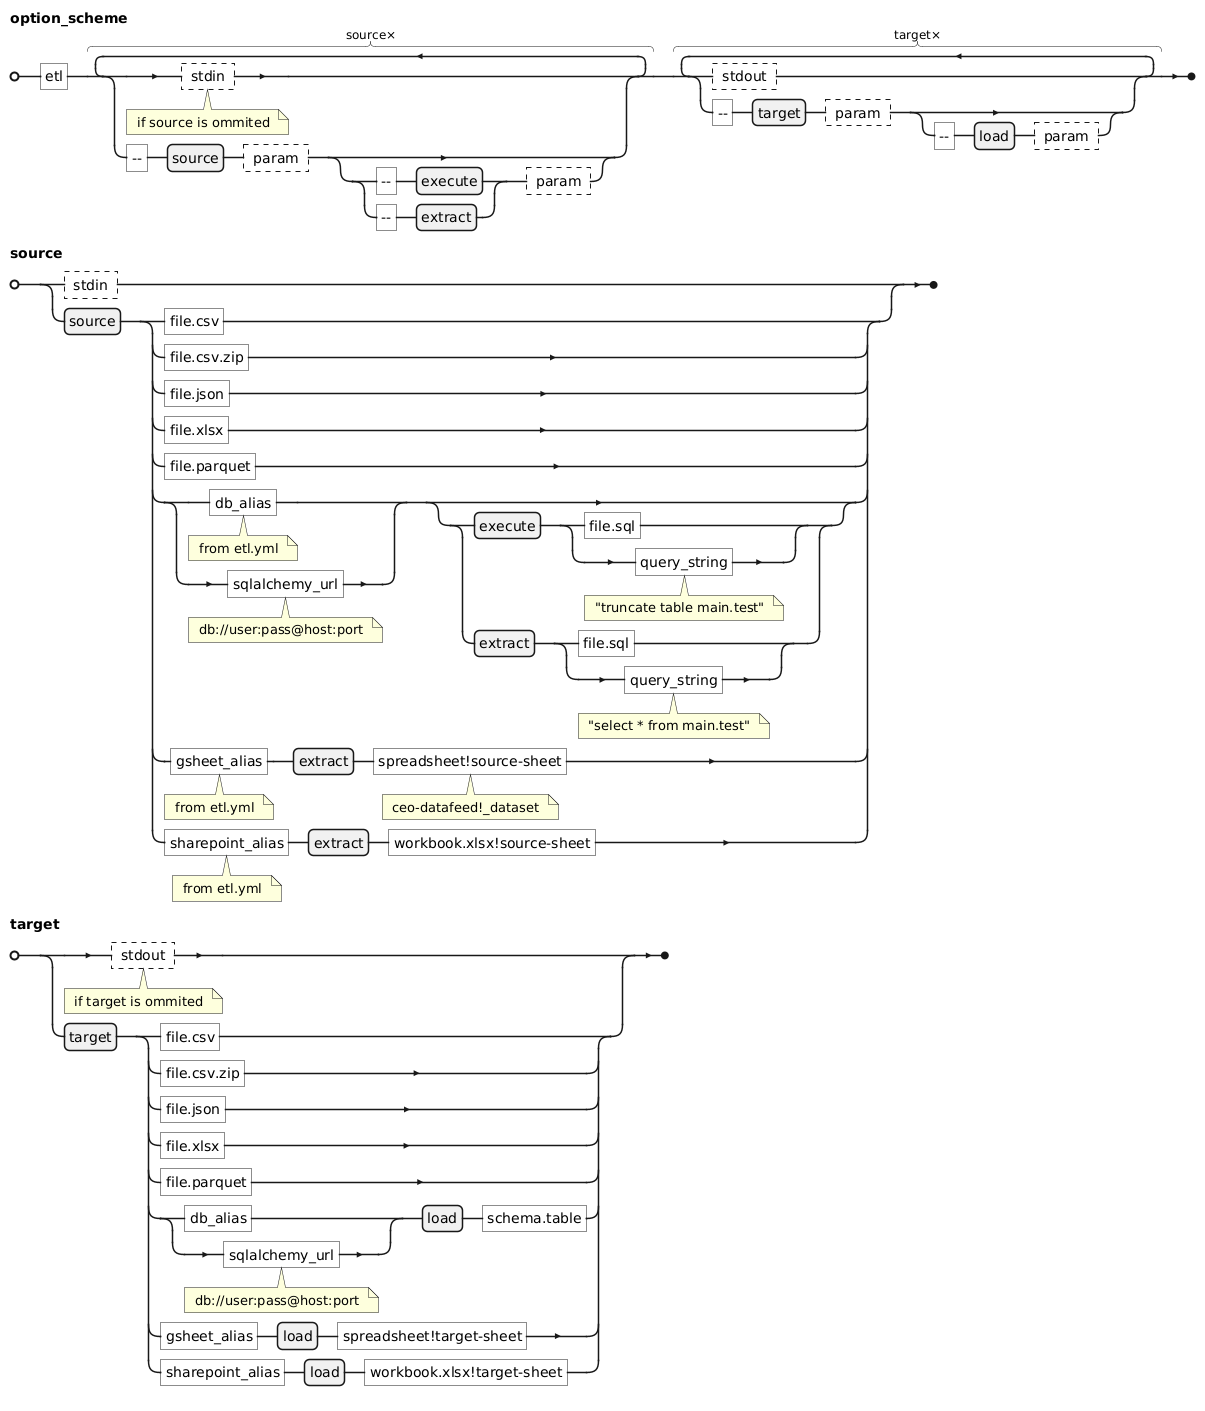 option_scheme
source× target×
etl stdin stdout
if source is ommited -- target param
-- load param
-- source param
-- execute param
-- extract
source
stdin
source file.csv
file.csv.zip
file.json
file.xlsx
file.parquet
db_alias
execute file.sql
from etl.yml
query_string
sqlalchemy_url
"truncate table main.test"
db://user:pass@host:port
extract file.sql
query_string
"select * from main.test"
gsheet_alias extract spreadsheet!source-sheet
from etl.yml ceo-datafeed!_dataset
sharepoint_alias extract workbook.xlsx!source-sheet
from etl.yml
target
stdout
if target is ommited
target file.csv
file.csv.zip
file.json
file.xlsx
file.parquet
db_alias load schema.table
sqlalchemy_url
db://user:pass@host:port
gsheet_alias load spreadsheet!target-sheet
sharepoint_alias load workbook.xlsx!target-sheet